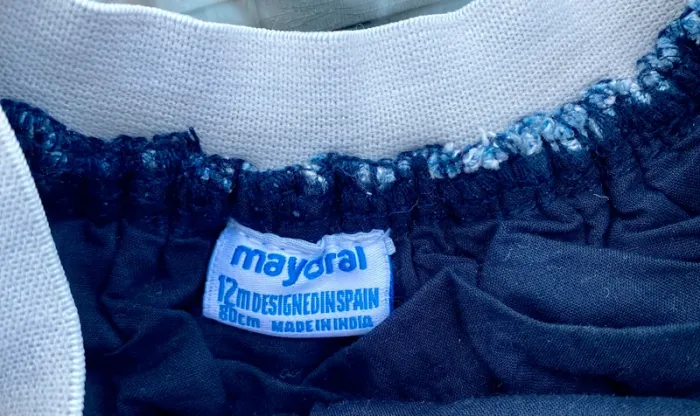 mayoral
12m DESIGNED IN SPAIN
80cm MADE IN INDIA